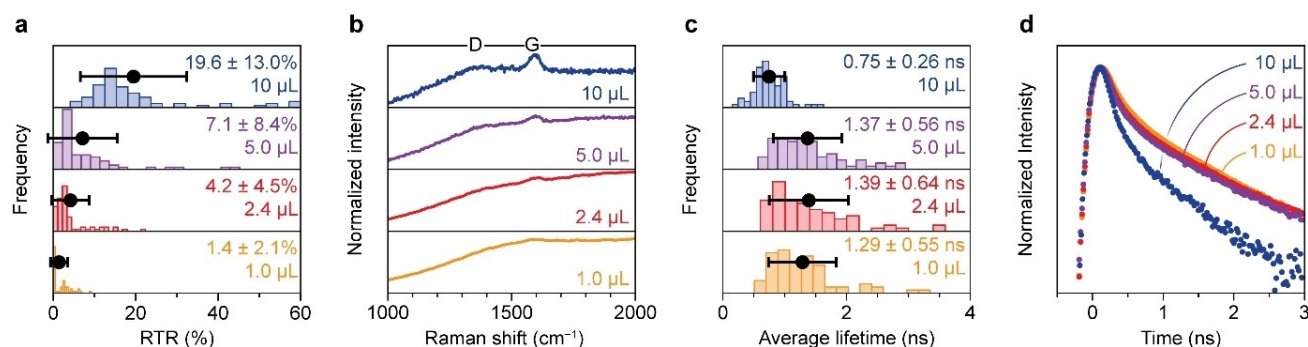 a
Frequency
19.6 ± 13.0%
10 µL
7.1 ± 8.4%
5.0 µL
4.2 ± 4.5%
2.4 µL
1.4 ± 2.1%
1.0 µL
0 20 40 60
RTR (%)
b
Normalized intensity
D G
10 µL
5.0 µL
2.4 µL
1.0 µL
1000 1500 2000
Raman shift (cm⁻¹)
c
Frequency
0.75 ± 0.26 ns
10 µL
1.37 ± 0.56 ns
5.0 µL
1.39 ± 0.64 ns
2.4 µL
1.29 ± 0.55 ns
1.0 µL
0 2 4
Average lifetime (ns)
d
Normalized Intenisty
10 µL
5.0 µL
2.4 µL
1.0 µL
0 1 2 3
Time (ns)